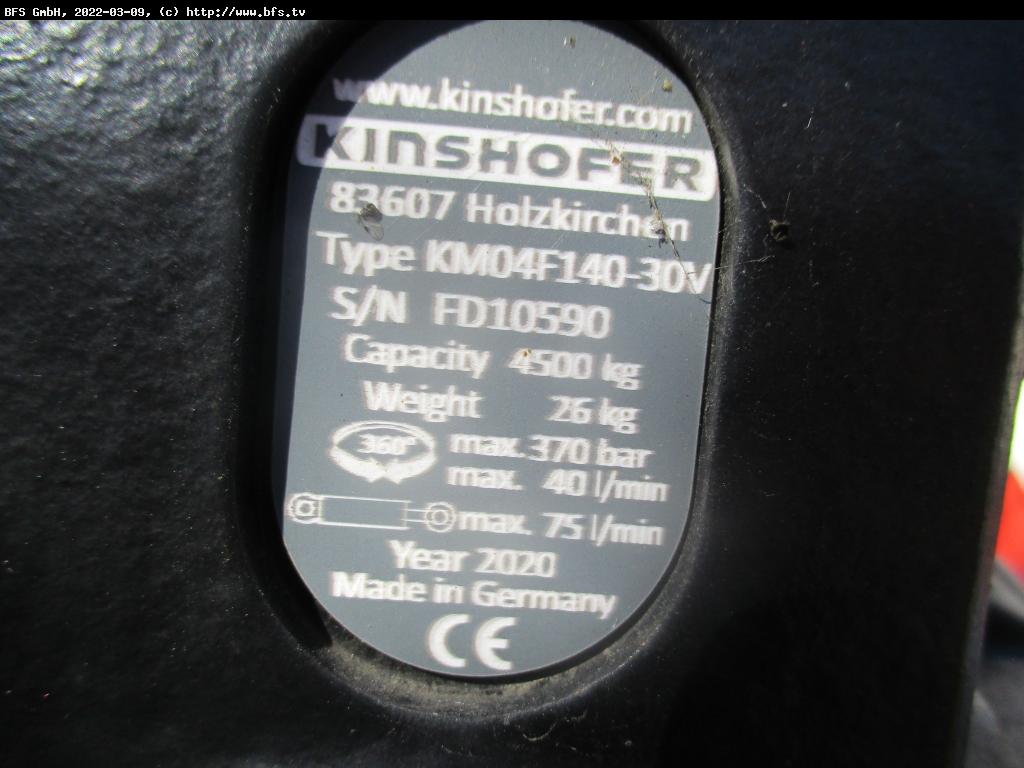 BFS GmbH, 2022-03-09, (c) http://www.bfs.tv
www.kinshofer.com
KINSHOFER
83607 Holzkirchen
Type KM04F140-30V
S/N FD10590
Capacity 4500 kg
Weight 26 kg
360° max. 370 bar
max. 40 l/min
max. 75 l/min
Year 2020
Made in Germany
CE